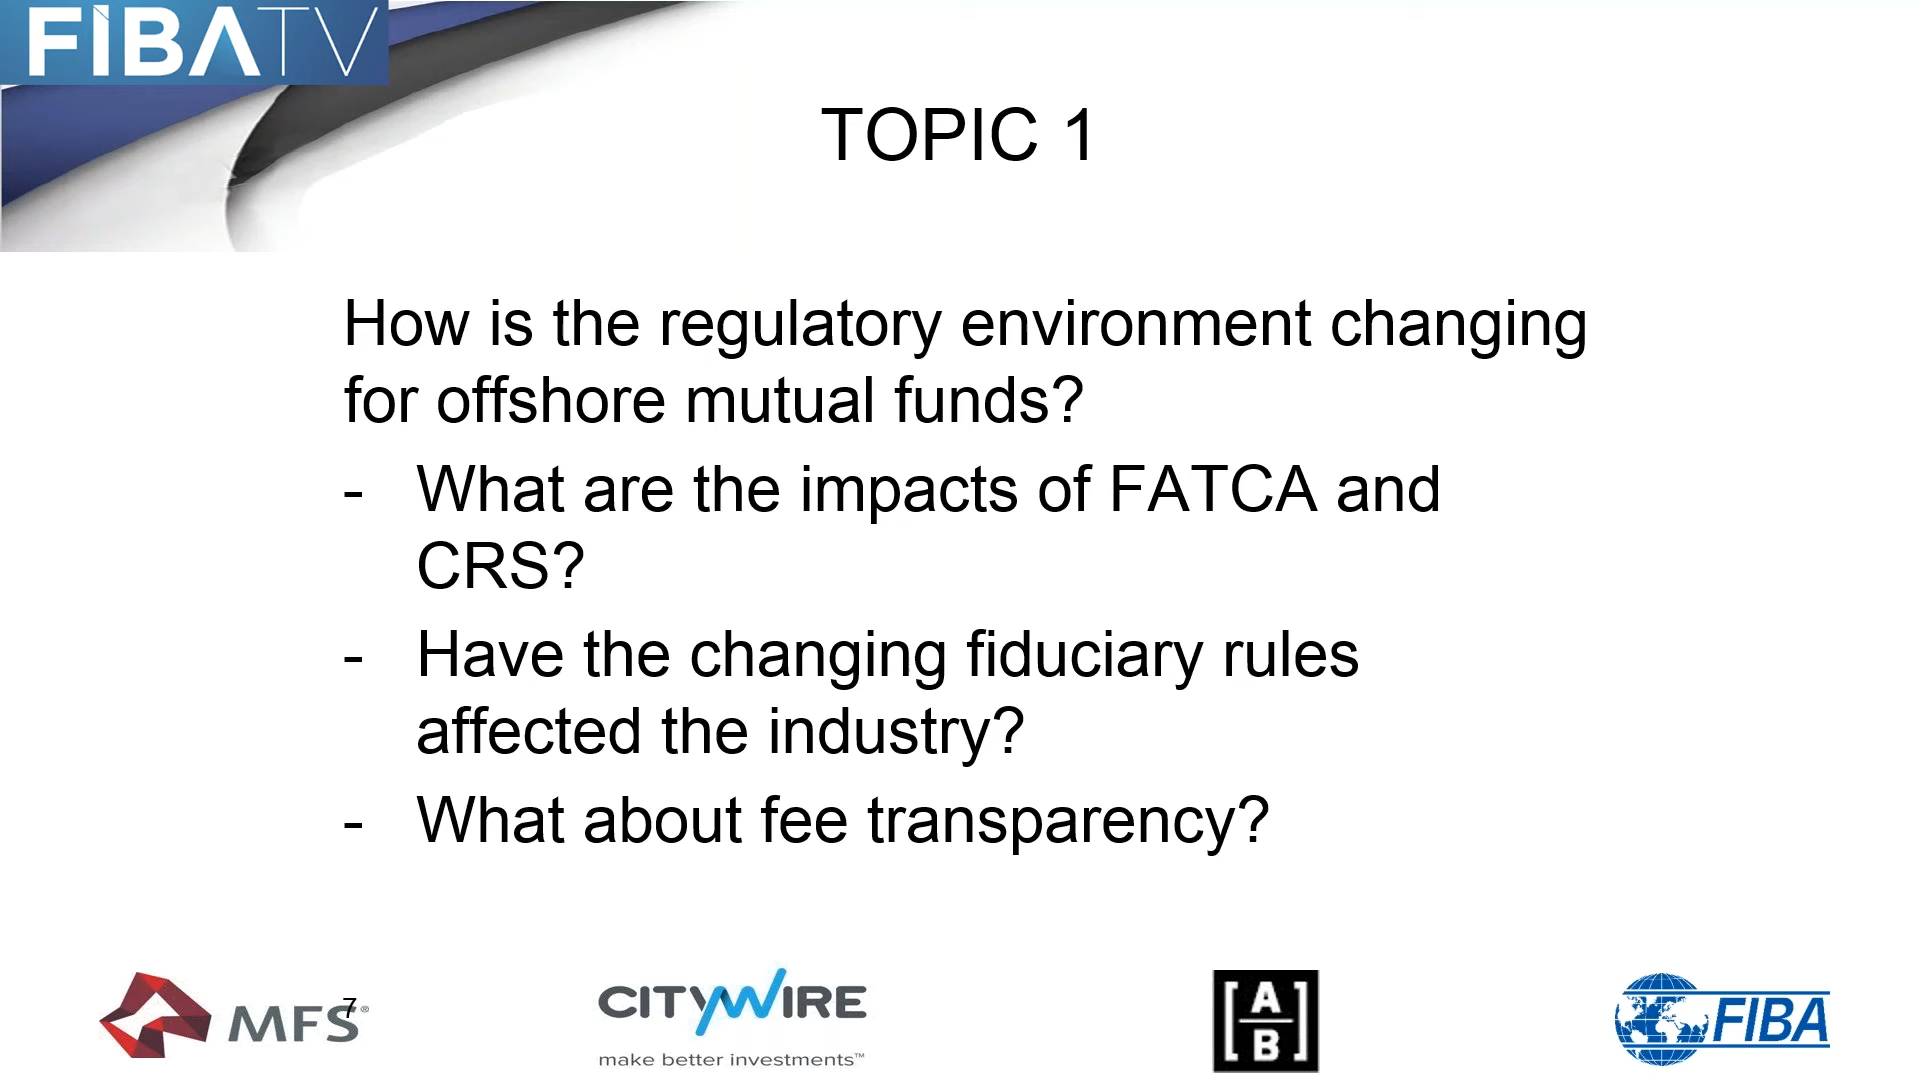 FIBATV
TOPIC 1
How is the regulatory environment changing
for offshore mutual funds?
- What are the impacts of FATCA and
CRS?
- Have the changing fiduciary rules
affected the industry?
- What about fee transparency?
MFS®
7
CITYWIRE
make better investments™
[A
B]
FIBA